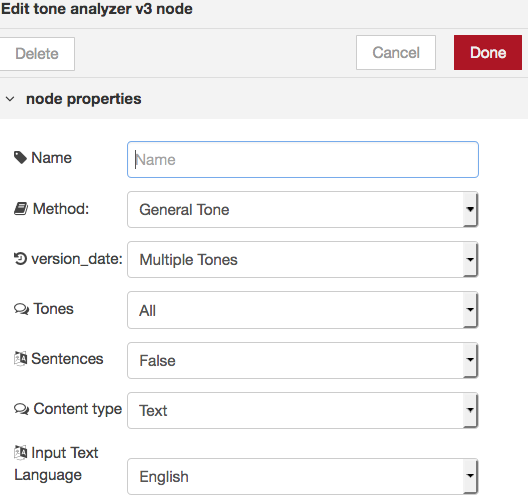 Edit tone analyzer v3 node
Delete
Cancel
Done
node properties
Name
Name
Method:
General Tone
version_date:
Multiple Tones
Tones
All
Sentences
False
Content type
Text
Input Text
Language
English